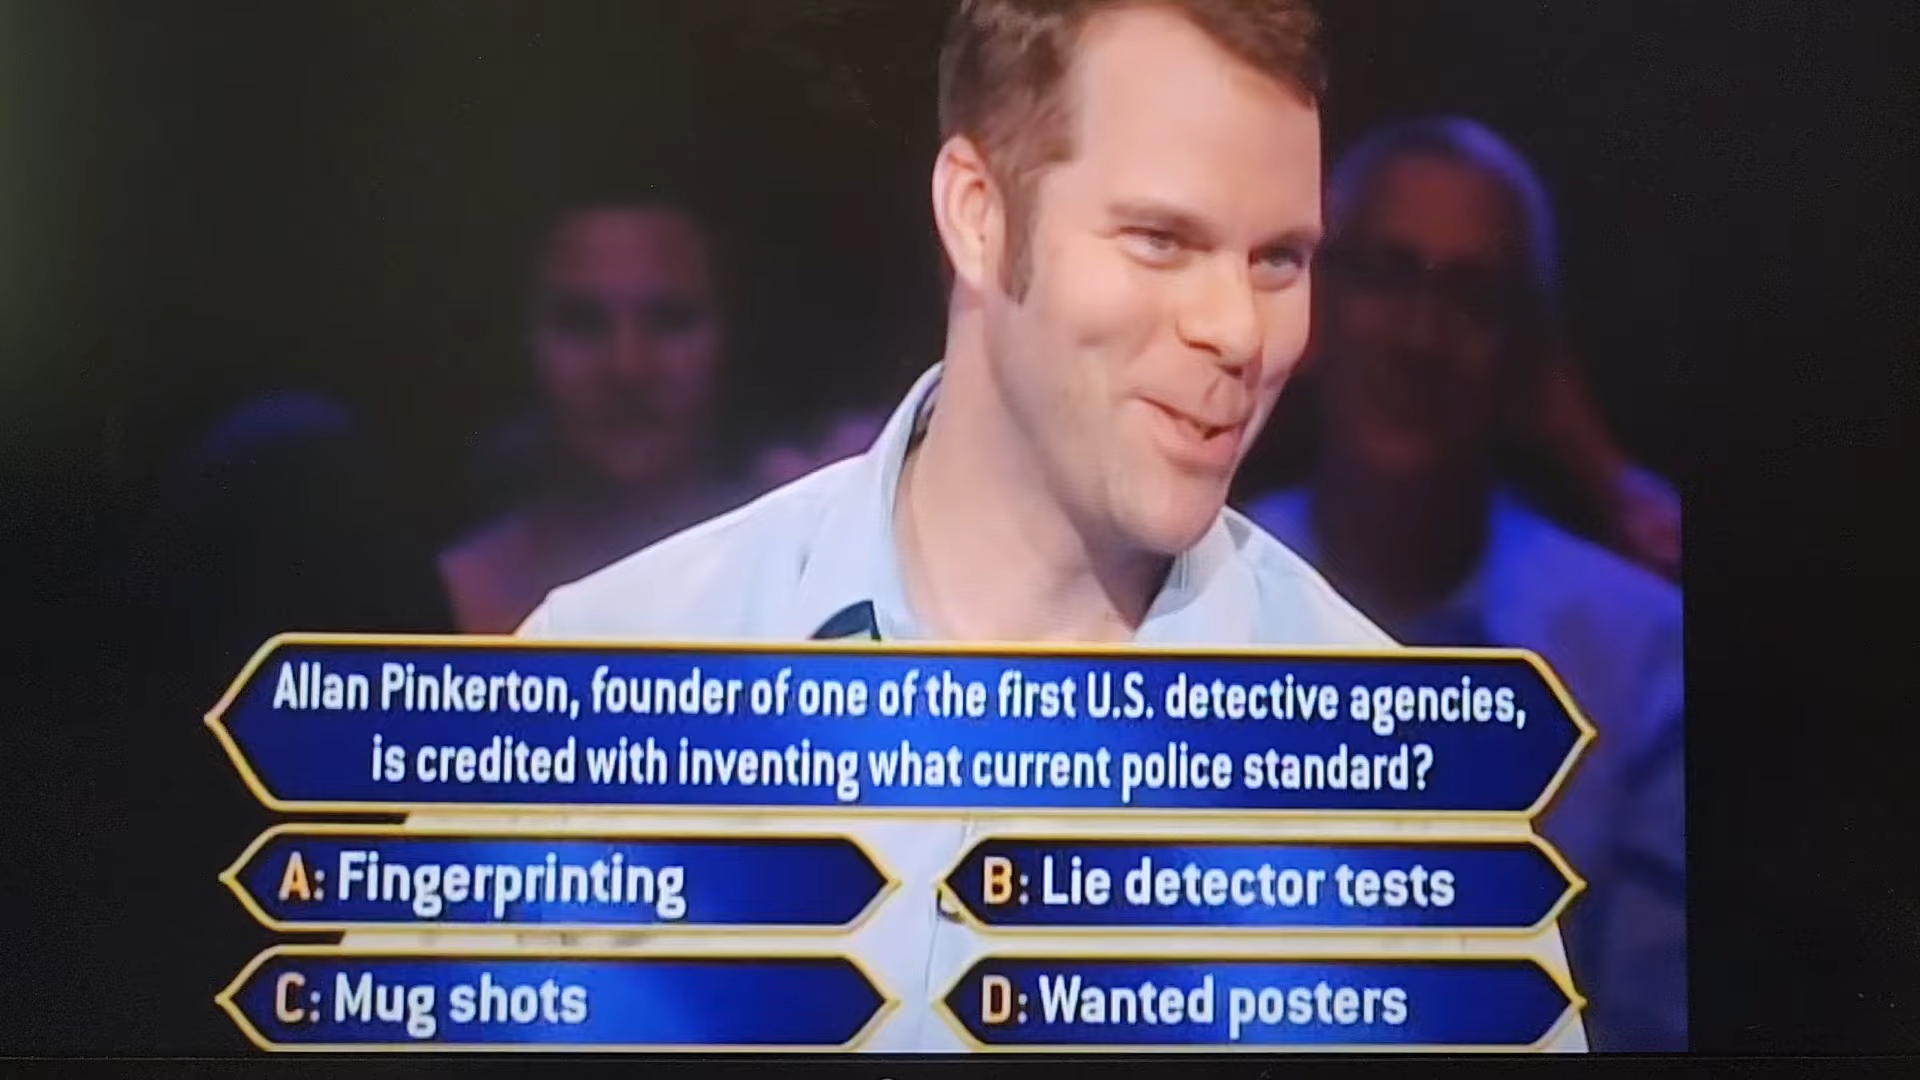 Allan Pinkerton, founder of one of the first U.S. detective agencies,
is credited with inventing what current police standard?
A: Fingerprinting
B: Lie detector tests
C: Mug shots
D: Wanted posters